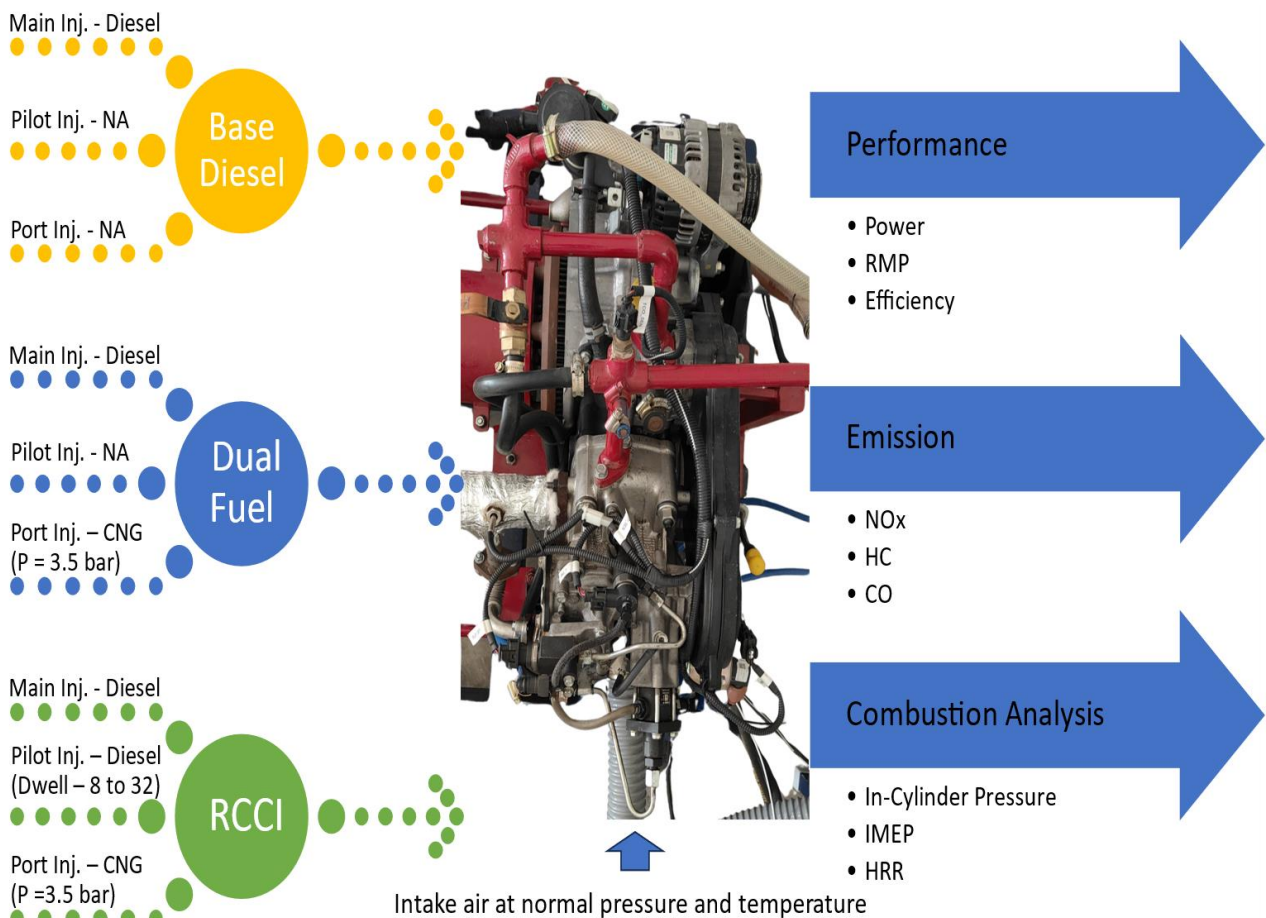 Main Inj. - Diesel
Pilot Inj. - NA
Port Inj. - NA
Base
Diesel
Main Inj. - Diesel
Pilot Inj. - NA
Port Inj. – CNG
(P = 3.5 bar)
Dual
Fuel
Main Inj. - Diesel
Pilot Inj. – Diesel
(Dwell – 8 to 32)
Port Inj. – CNG
(P =3.5 bar)
RCCI
Intake air at normal pressure and temperature
Performance
• Power
• RMP
• Efficiency
Emission
• NOx
• HC
• CO
Combustion Analysis
• In-Cylinder Pressure
• IMEP
• HRR